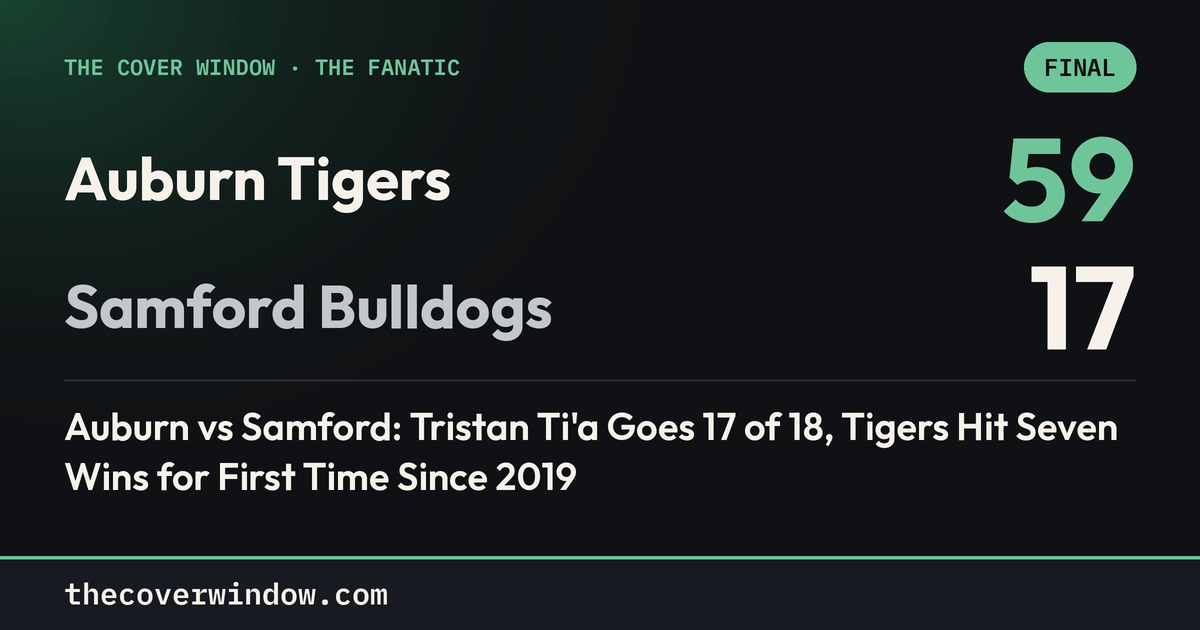 THE COVER WINDOW · THE FANATIC
FINAL
Auburn Tigers
59
Samford Bulldogs
17
Auburn vs Samford: Tristan Ti'a Goes 17 of 18, Tigers Hit Seven
Wins for First Time Since 2019
thecoverwindow.com